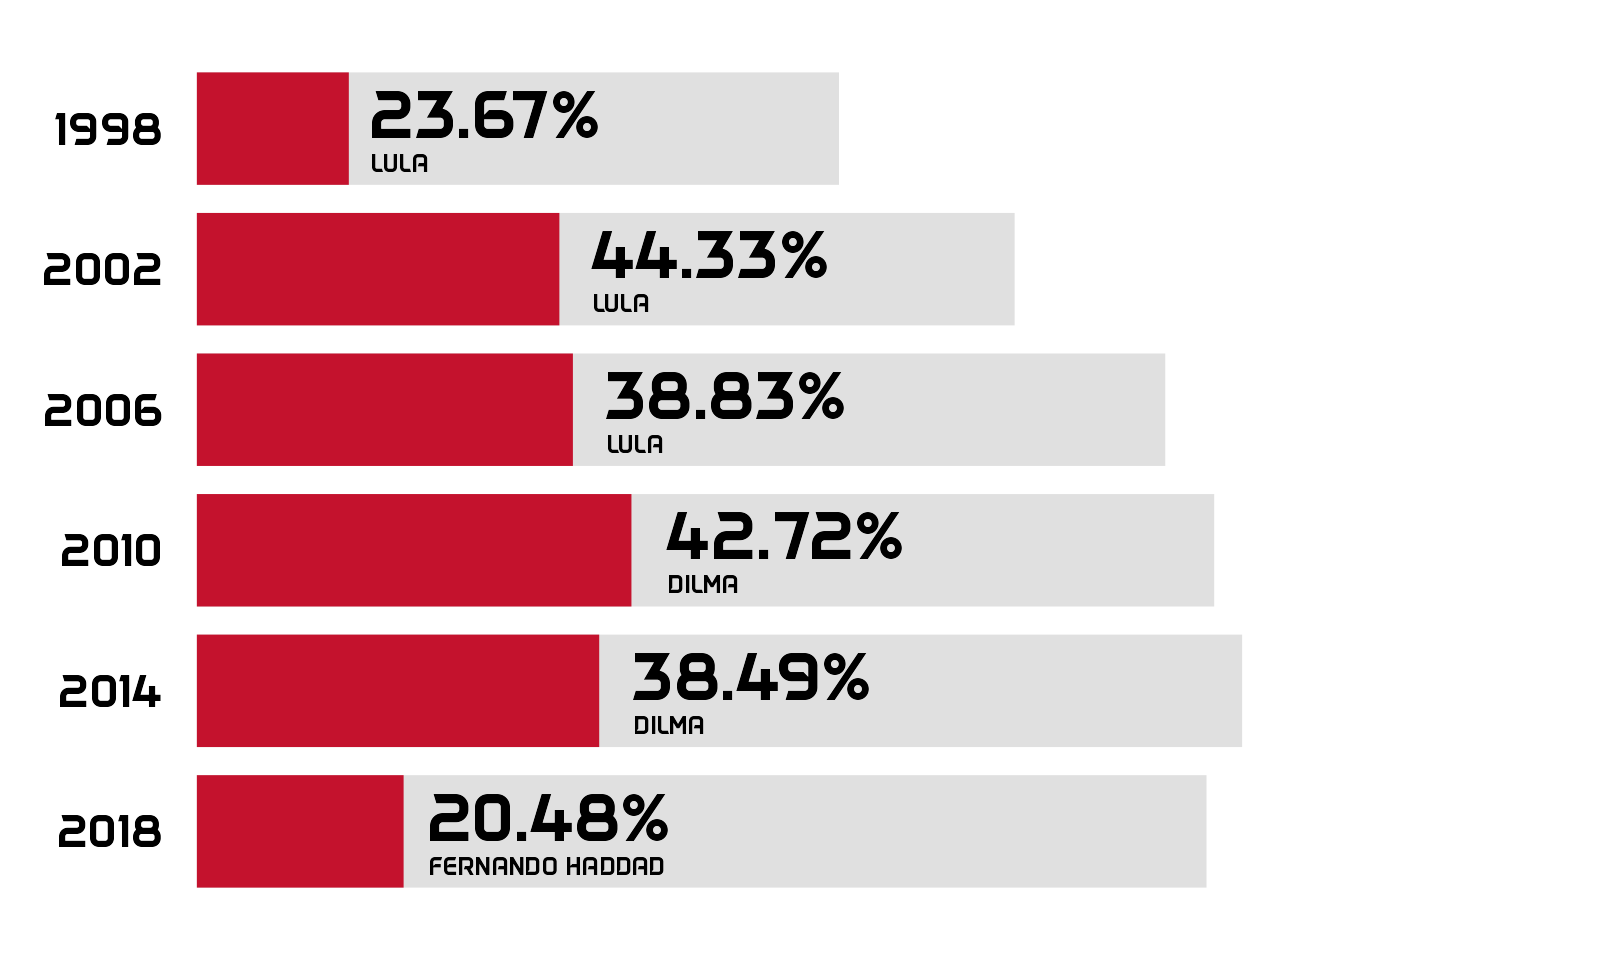 1998
23.67%
LULA
2002
44.33%
LULA
2006
38.83%
LULA
2010
42.72%
DILMA
2014
38.49%
DILMA
2018
20.48%
FERNANDO HADDAD